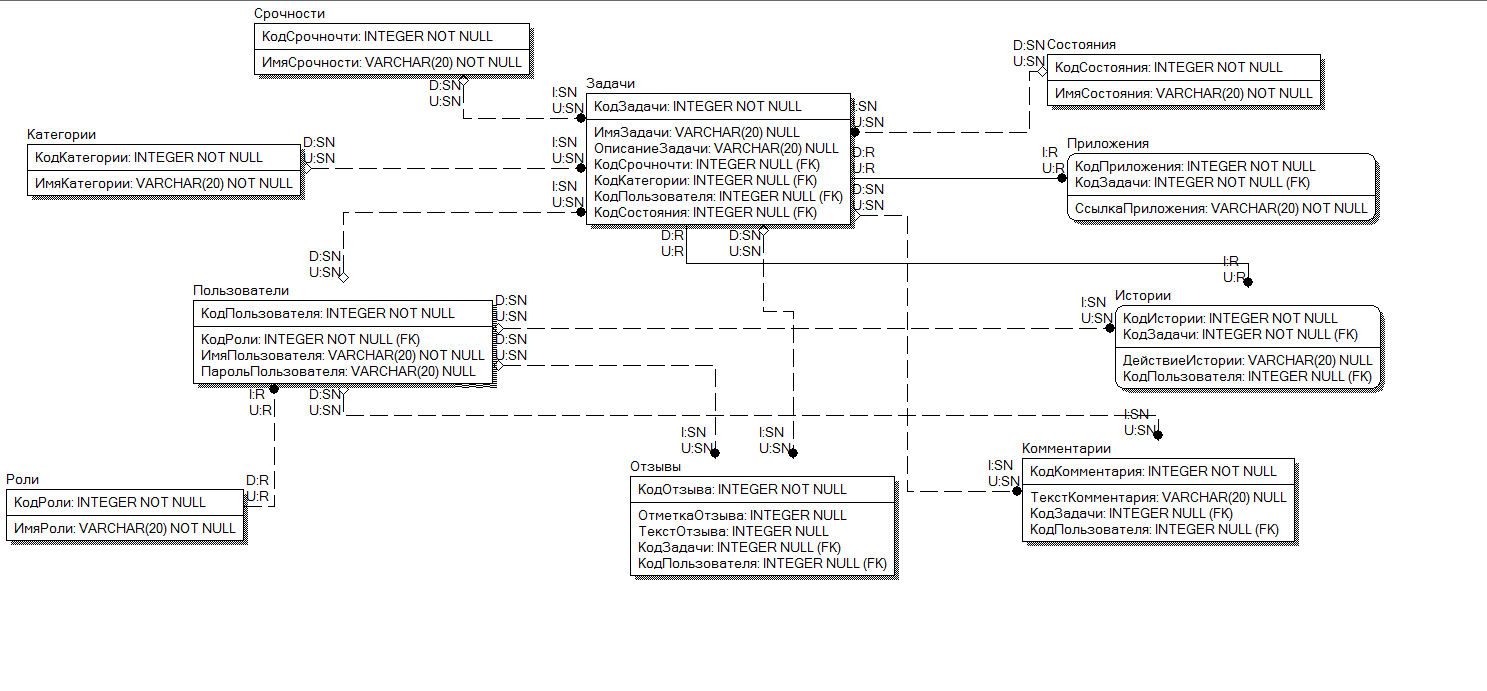 Срочности
КодСрочночти: INTEGER NOT NULL
ИмяСрочности: VARCHAR(20) NOT NULL
D:SN
U:SN
Состояния
D:SN
U:SN
КодСостояния: INTEGER NOT NULL
ИмяСостояния: VARCHAR(20) NOT NULL
Задачи
I:SN
U:SN
I:SN
U:SN
КодЗадачи: INTEGER NOT NULL
ИмяЗадачи: VARCHAR(20) NULL
ОписаниеЗадачи: VARCHAR(20) NULL
КодСрочночти: INTEGER NULL (FK)
КодКатегории: INTEGER NULL (FK)
КодПользователя: INTEGER NULL (FK)
КодСостояния: INTEGER NULL (FK)
Категории
КодКатегории: INTEGER NOT NULL
ИмяКатегории: VARCHAR(20) NOT NULL
D:SN
U:SN
I:SN
U:SN
I:SN
U:SN
D:R
U:R
D:SN
U:SN
I:R
U:R
Приложения
КодПриложения: INTEGER NOT NULL
КодЗадачи: INTEGER NOT NULL (FK)
СсылкаПриложения: VARCHAR(20) NOT NULL
D:R
U:R
D:SN
U:SN
D:SN
U:SN
I:R
U:R
Пользователи
КодПользователя: INTEGER NOT NULL
КодРоли: INTEGER NOT NULL (FK)
ИмяПользователя: VARCHAR(20) NOT NULL
ПарольПользователя: VARCHAR(20) NULL
D:SN
U:SN
D:SN
U:SN
I:SN
U:SN
Истории
КодИстории: INTEGER NOT NULL
КодЗадачи: INTEGER NOT NULL (FK)
ДействиеИстории: VARCHAR(20) NULL
КодПользователя: INTEGER NULL (FK)
I:R
U:R
D:SN
U:SN
I:SN
U:SN
I:SN
U:SN
I:SN
U:SN
Роли
КодРоли: INTEGER NOT NULL
ИмяРоли: VARCHAR(20) NOT NULL
D:R
U:R
Отзывы
КодОтзыва: INTEGER NOT NULL
ОтметкаОтзыва: INTEGER NULL
ТекстОтзыва: INTEGER NULL
КодЗадачи: INTEGER NULL (FK)
КодПользователя: INTEGER NULL (FK)
I:SN
U:SN
Комментарии
КодКомментария: INTEGER NOT NULL
ТекстКомментария: VARCHAR(20) NULL
КодЗадачи: INTEGER NULL (FK)
КодПользователя: INTEGER NULL (FK)